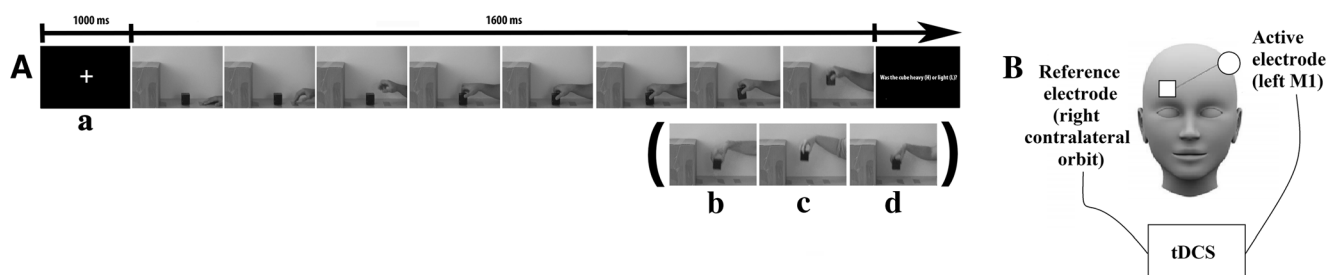 1000 ms
1600 ms
A
+
Was the cube heavy (H) or light (L)?
a
(
)
b
c
d
B
Reference
electrode
(right
contralateral
orbit)
Active
electrode
(left M1)
tDCS